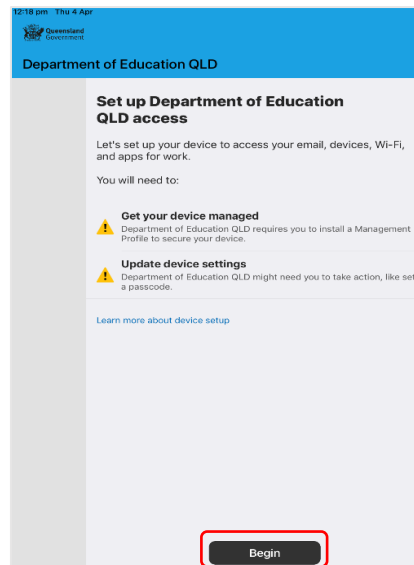 12:18 pm Thu 4 Apr
Queensland
Government
Department of Education QLD
Set up Department of Education
QLD access
Let's set up your device to access your email, devices, Wi-Fi,
and apps for work.
You will need to:
Get your device managed
Department of Education QLD requires you to install a Management
Profile to secure your device.
Update device settings
Department of Education QLD might need you to take action, like set
a passcode.
Learn more about device setup
Begin